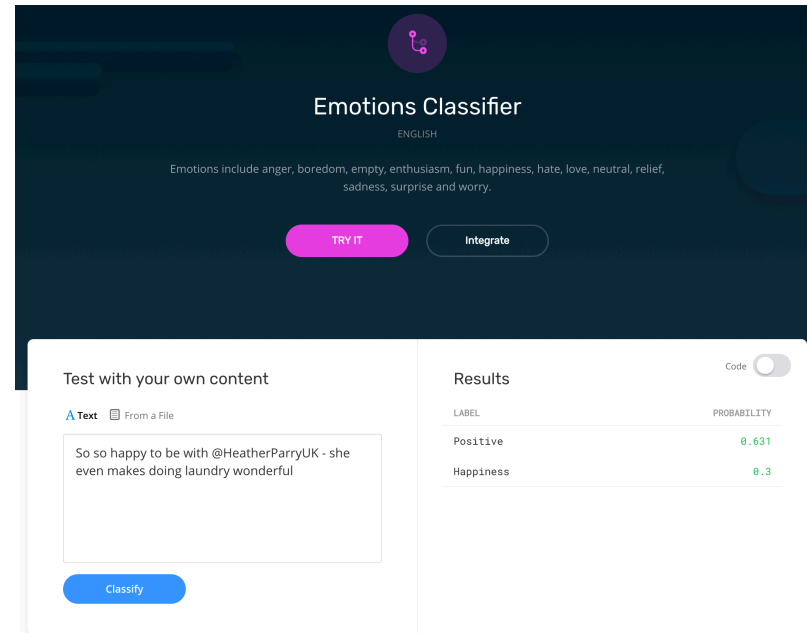 Emotions Classifier
ENGLISH
Emotions include anger, boredom, empty, enthusiasm, fun, happiness, hate, love, neutral, relief,
sadness, surprise and worry.
TRY IT
Integrate
Test with your own content
A Text
From a File
So so happy to be with @HeatherParryUK - she
even makes doing laundry wonderful
Classify
Code
Results
LABEL PROBABILITY
Positive 0.631
Happiness 0.3